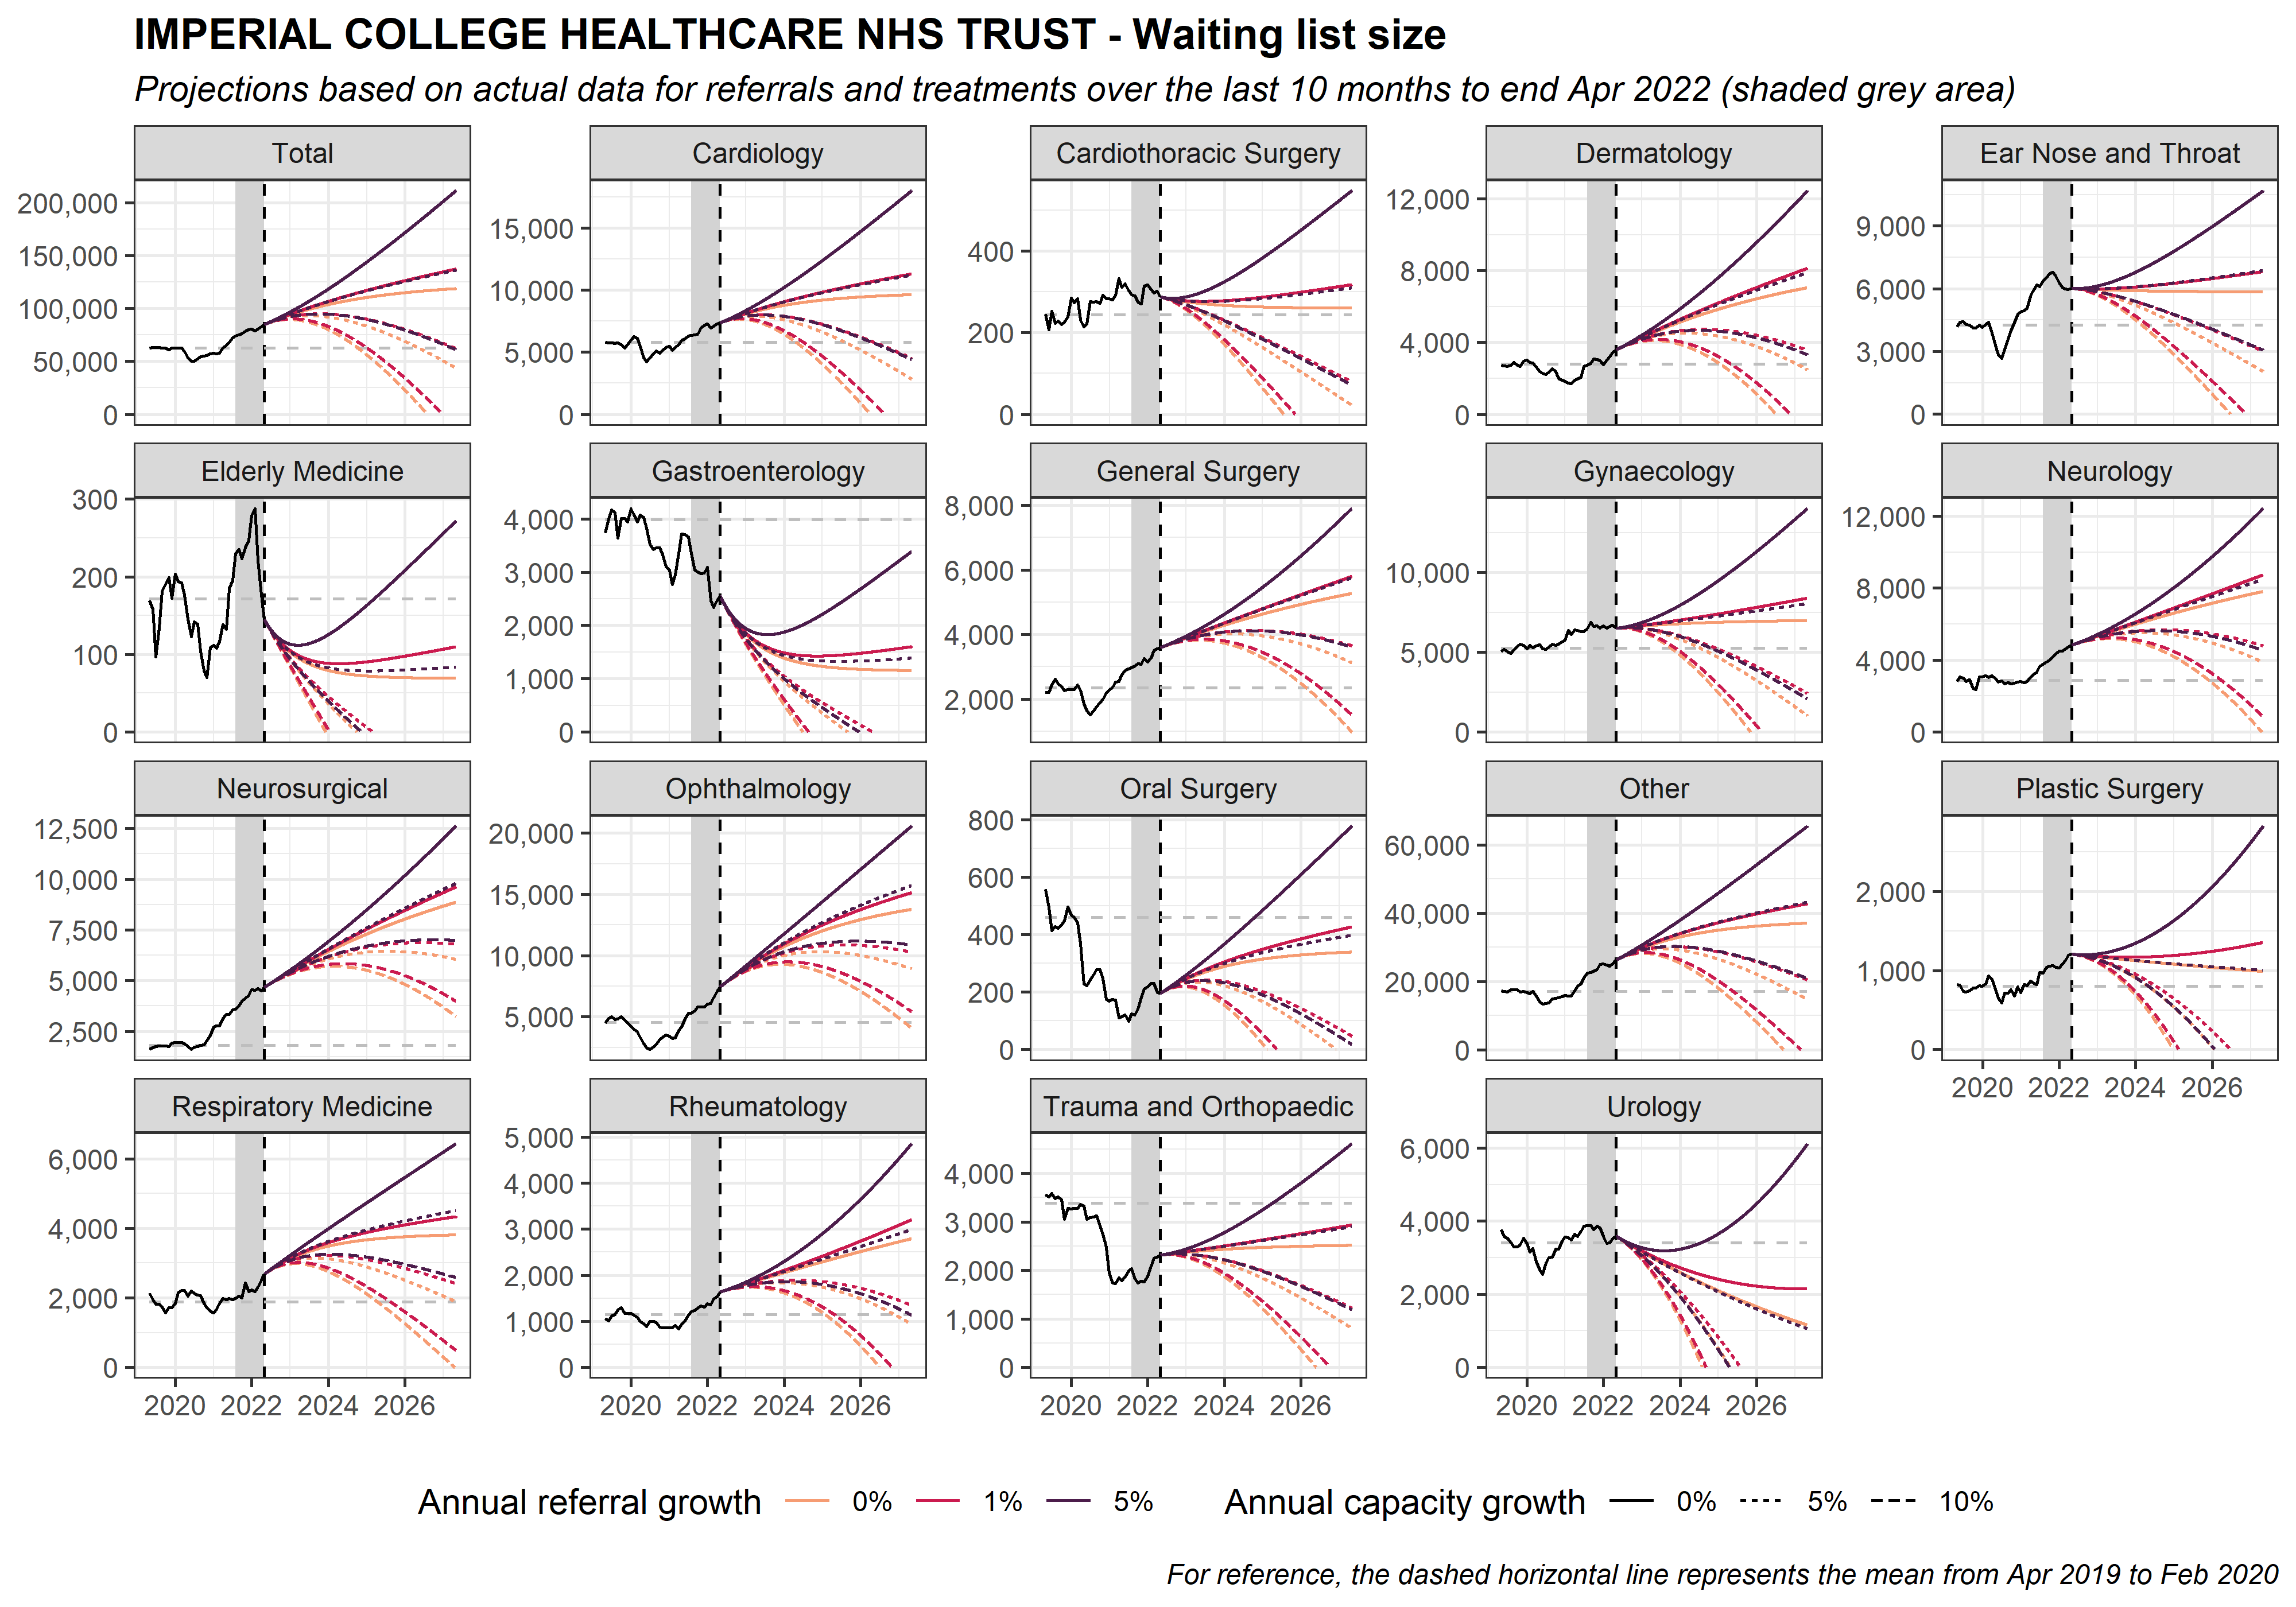 IMPERIAL COLLEGE HEALTHCARE NHS TRUST - Waiting list size
Projections based on actual data for referrals and treatments over the last 10 months to end Apr 2022 (shaded grey area)
Total
Cardiology
Cardiothoracic Surgery
Dermatology
Ear Nose and Throat
200,000
150,000
100,000
50,000
0
15,000
10,000
5,000
0
400
200
0
12,000
8,000
4,000
0
9,000
6,000
3,000
0
Elderly Medicine
Gastroenterology
General Surgery
Gynaecology
Neurology
300
200
100
0
4,000
3,000
2,000
1,000
0
8,000
6,000
4,000
2,000
10,000
5,000
0
12,000
8,000
4,000
0
Neurosurgical
Ophthalmology
Oral Surgery
Other
Plastic Surgery
12,500
10,000
7,500
5,000
2,500
20,000
15,000
10,000
5,000
800
600
400
200
0
60,000
40,000
20,000
0
2,000
1,000
0
2020 2022 2024 2026
Respiratory Medicine
Rheumatology
Trauma and Orthopaedic
Urology
6,000
4,000
2,000
0
5,000
4,000
3,000
2,000
1,000
0
4,000
3,000
2,000
1,000
0
6,000
4,000
2,000
0
2020 2022 2024 2026
2020 2022 2024 2026
2020 2022 2024 2026
2020 2022 2024 2026
Annual referral growth 0% 1% 5% Annual capacity growth 0% 5% 10%
For reference, the dashed horizontal line represents the mean from Apr 2019 to Feb 2020